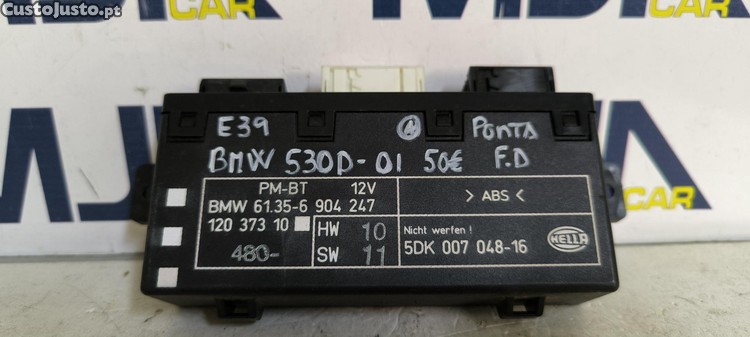 CustoJusto.pt
E39
PORTA
BMW 530D-01 50€ F.D
PM-BT 12V
BMW 61.35-6 904 247
120 373 10
480-
HW 10
SW 11
> ABS <
Nicht werfen !
5DK 007 048-16
HELLA
CAR
CAR